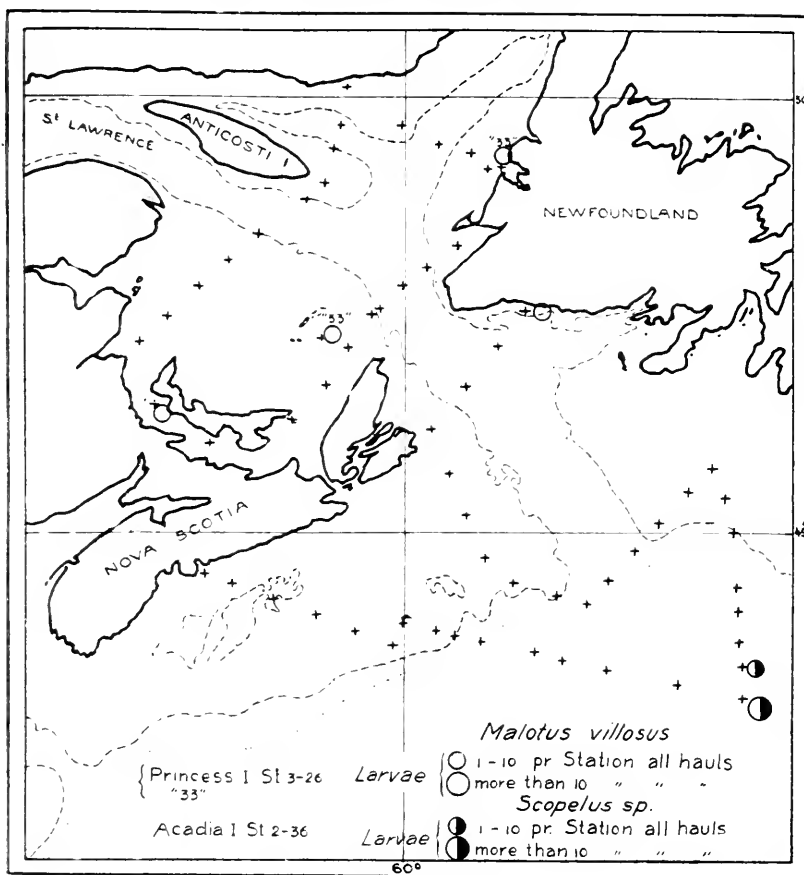 50
St LAWRENCE
ANTICOSTI I
"33"
NEWFOUNDLAND
"33"
NOVA SCOTIA
Malotus villosus
Princess I St 3-26
"33"
Larvae
1-10 pr Station all hauls
more than 10 " " "
Scopelus sp.
Acadia I St 2-36
Larvae
1-10 pr. Station all hauls
more than 10 " " "
60°